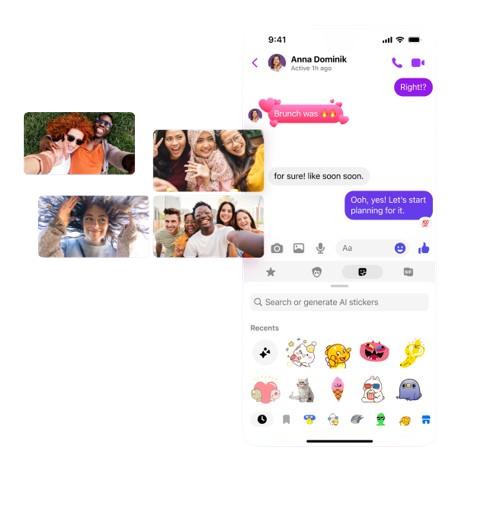 9:41
Anna Dominik
Active 1h ago
Right!?
Brunch was 🔥🔥
for sure! like soon soon.
Ooh, yes! Let's start
planning for it.
💯
Aa
GIF
Search or generate AI stickers
Recents